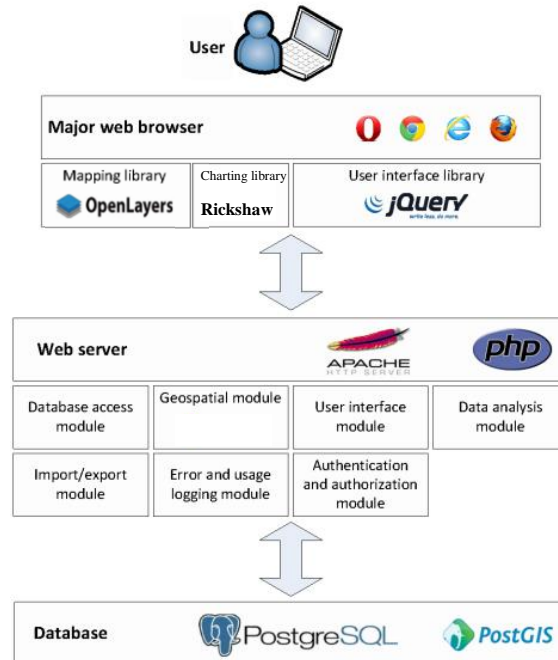 User
Major web browser
Mapping library
OpenLayers
Charting library
Rickshaw
User interface library
jQuery
write less, do more.
Web server
APACHE
HTTP SERVER
php
Database access
module
Geospatial module
User interface
module
Data analysis
module
Import/export
module
Error and usage
logging module
Authentication
and authorization
module
Database
PostgreSQL
PostGIS